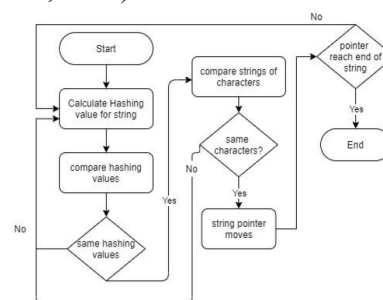 No
Start
pointer
reach end of
string
compare strings of
characters
Calculate Hashing
value for string
Yes
End
same
characters?
compare hashing
values
No
Yes
Yes
string pointer
moves
No
same hashing
values